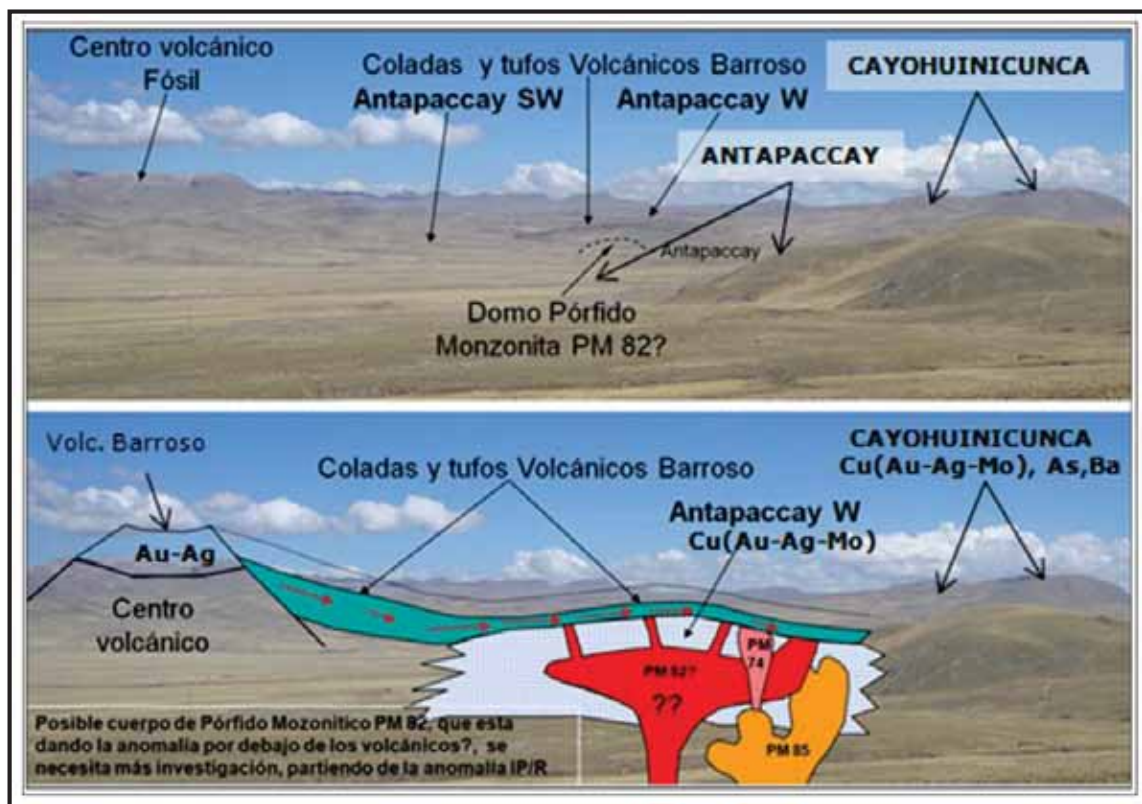 Centro volcánico
Fósil
Coladas y tufos Volcánicos Barroso
Antapaccay SW
Antapaccay W
CAYOHUINICUNCA
ANTAPACCAY
Antapaccay
Domo Pórfido
Monzonita PM 82?
Volc. Barroso
Coladas y tufos Volcánicos Barroso
CAYOHUINICUNCA
Cu(Au-Ag-Mo), As,Ba
Antapaccay W
Cu(Au-Ag-Mo)
Au-Ag
Centro
volcánico
PM 82?
??
PM
74
PM 85
Posible cuerpo de Pórfido Mozonitico PM 82, que esta
dando la anomalia por debajo de los volcánicos?, se
necesita más investigación, partiendo de la anomalia IP/R